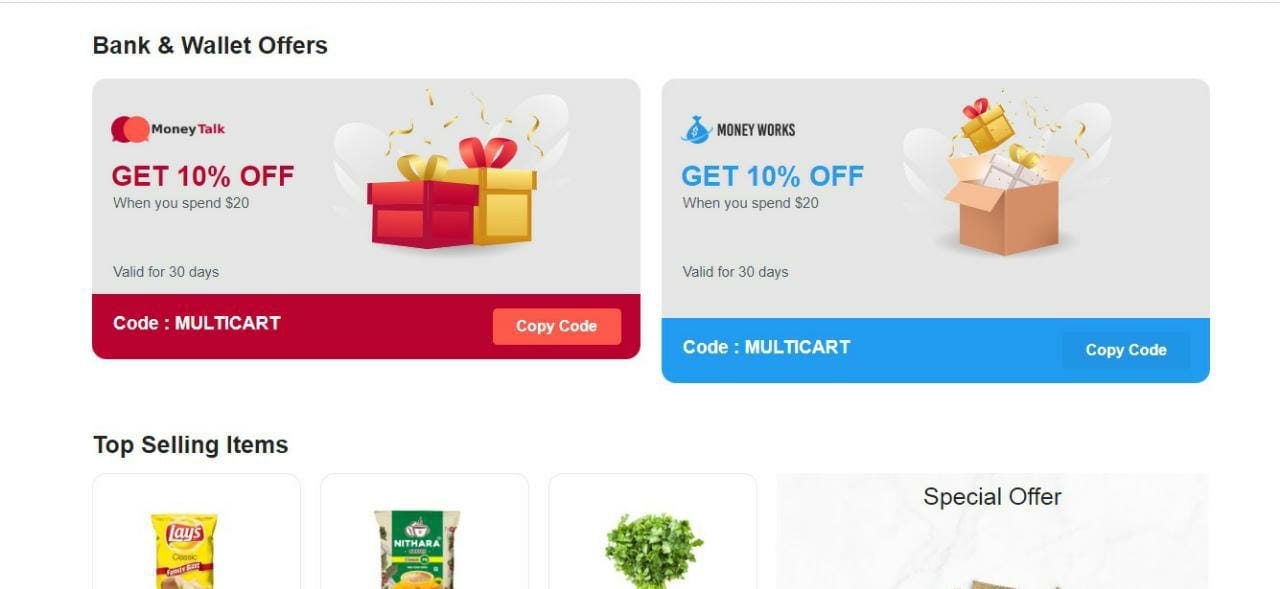 Bank & Wallet Offers
MoneyTalk
GET 10% OFF
When you spend $20
Valid for 30 days
Code : MULTICART
Copy Code
MONEY WORKS
GET 10% OFF
When you spend $20
Valid for 30 days
Code : MULTICART
Copy Code
Top Selling Items
Lay's
Classic
Family Size!
NITHARA
Special Offer